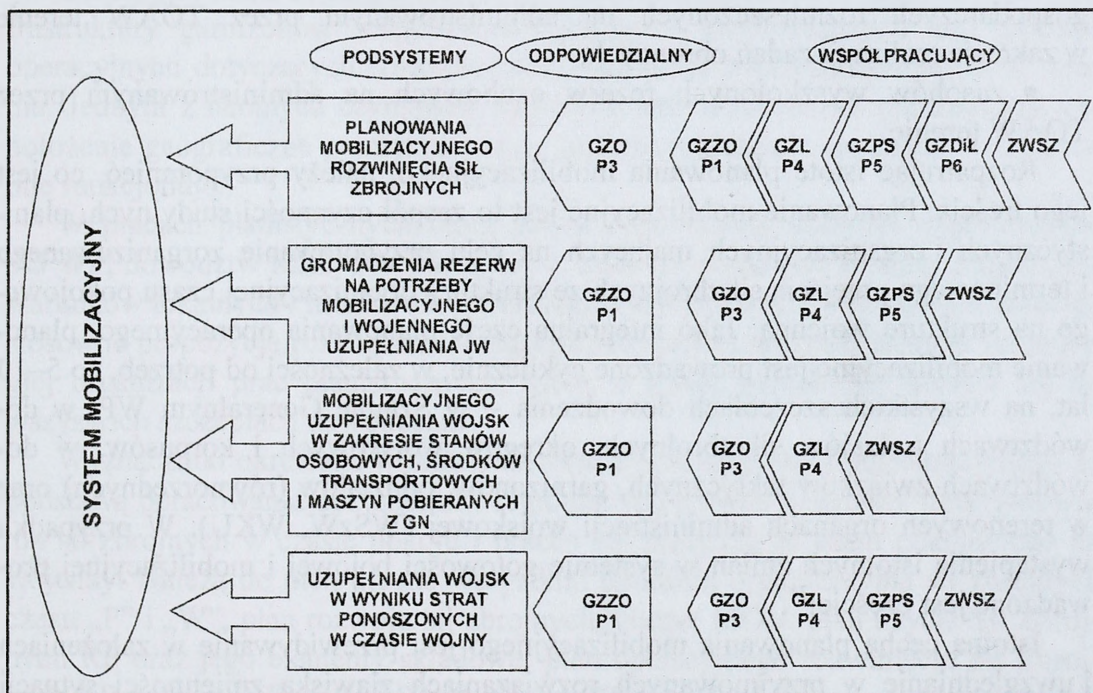 PODSYSTEMY
ODPOWIEDZIALNY
WSPÓŁPRACUJĄCY
SYSTEM MOBILIZACYJNY
PLANOWANIA
MOBILIZACYJNEGO
ROZWINIĘCIA SIŁ
ZBROJNYCH
GZO
P3
GZZO
P1
GZL
P4
GZPS
P5
GZDiŁ
P6
ZWSZ
GROMADZENIA REZERW
NA POTRZEBY
MOBILIZACYJNEGO
I WOJENNEGO
UZUPEŁNIANIA JW
GZZO
P1
GZO
P3
GZL
P4
GZPS
P5
ZWSZ
MOBILIZACYJNEGO
UZUPEŁNIANIA WOJSK
W ZAKRESIE STANÓW
OSOBOWYCH, ŚRODKÓW
TRANSPORTOWYCH
I MASZYN POBIERANYCH
Z GN
GZZO
P1
GZO
P3
GZL
P4
ZWSZ
UZUPEŁNIANIA WOJSK
W WYNIKU STRAT
PONOSZONYCH
W CZASIE WOJNY
GZZO
P1
GZO
P3
GZL
P4
GZPS
P5
ZWSZ